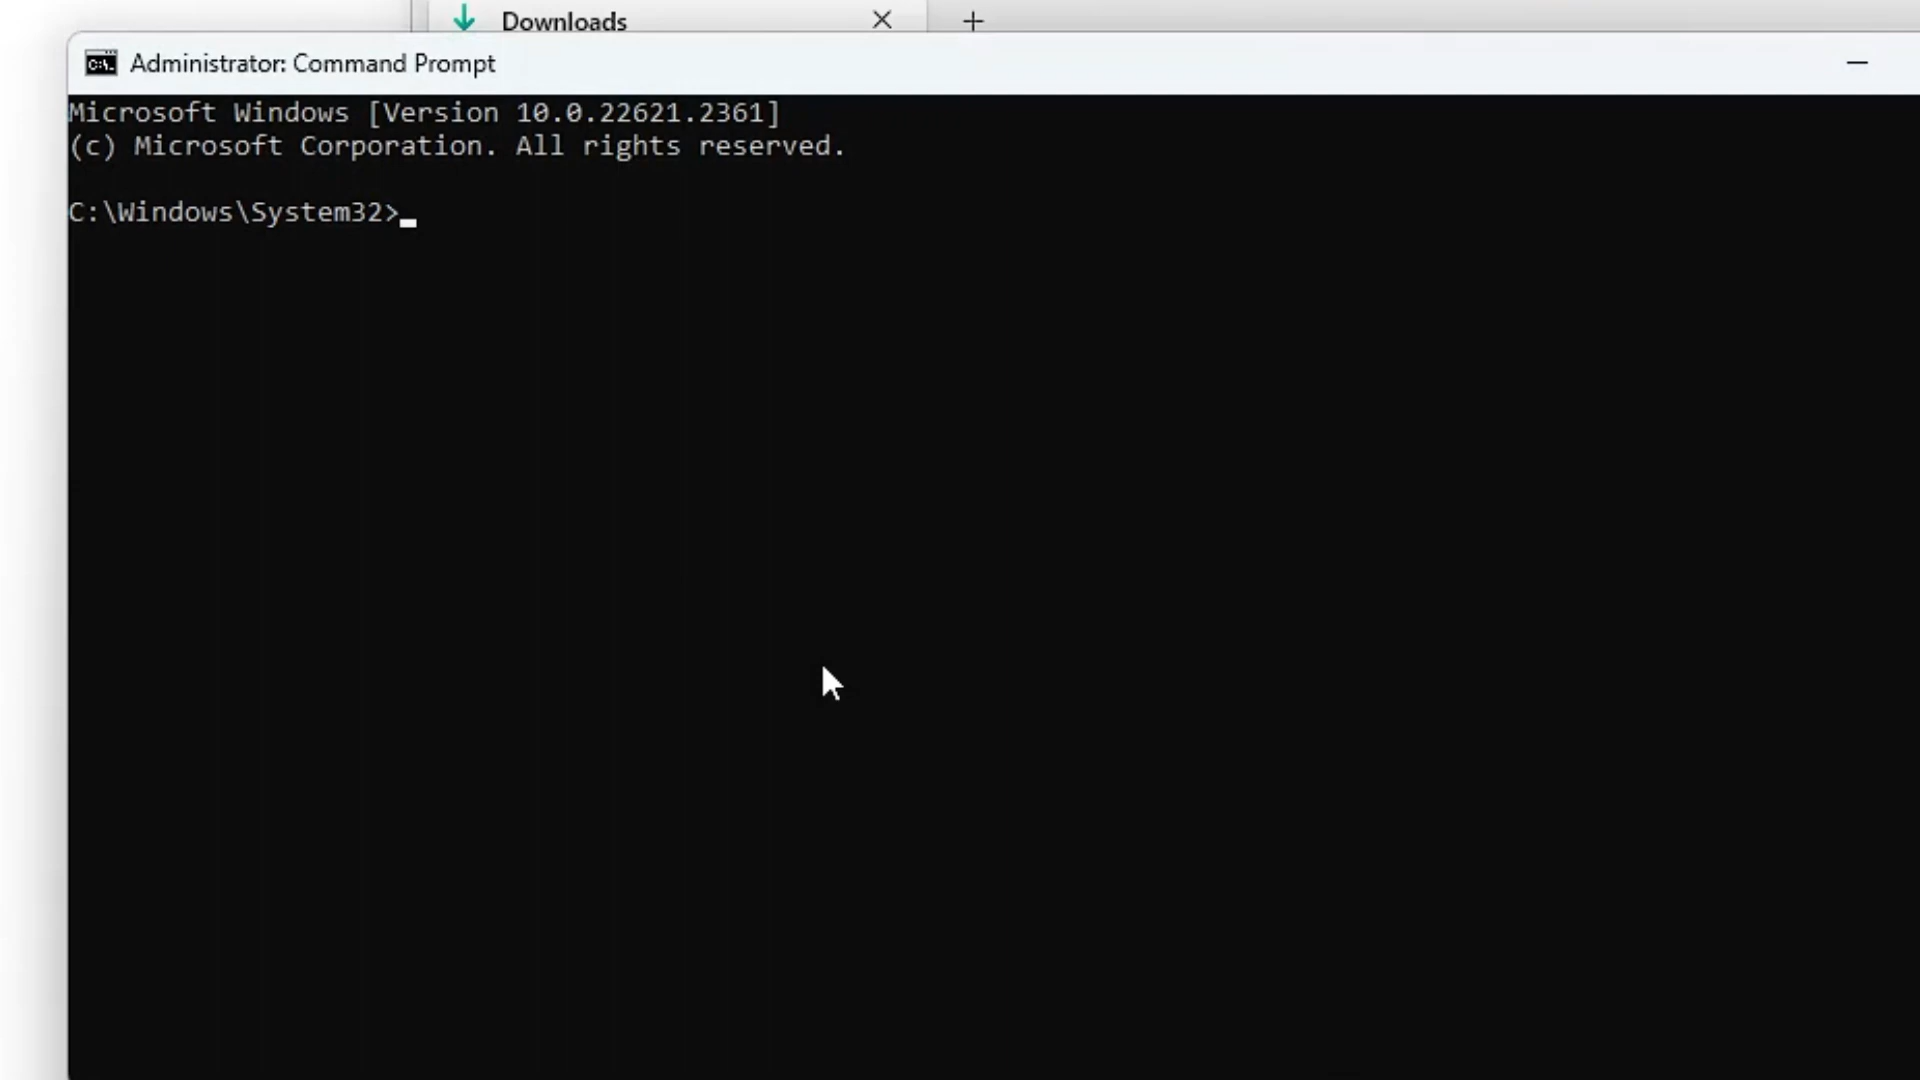 Downloads
Administrator: Command Prompt
Microsoft Windows [Version 10.0.22621.2361]
(c) Microsoft Corporation. All rights reserved.
C:\Windows\System32>